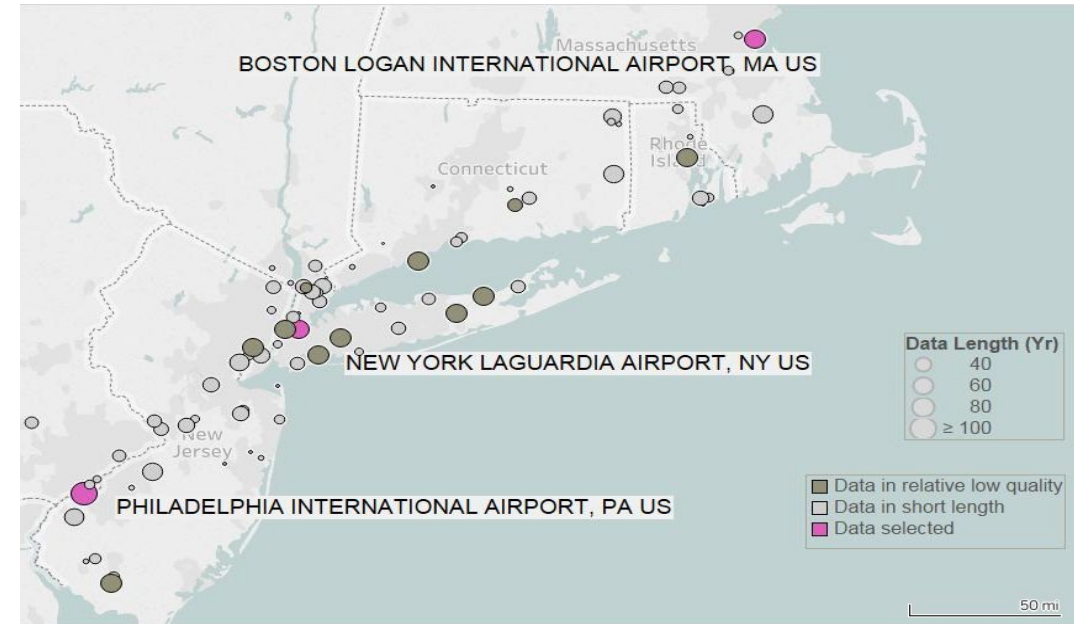 Massachusetts
BOSTON LOGAN INTERNATIONAL AIRPORT, MA US
Rhode
Island
Connecticut
NEW YORK LAGUARDIA AIRPORT, NY US
Data Length (Yr)
40
60
80
≥ 100
New
Jersey
Data in relative low quality
Data in short length
Data selected
PHILADELPHIA INTERNATIONAL AIRPORT, PA US
50 mi